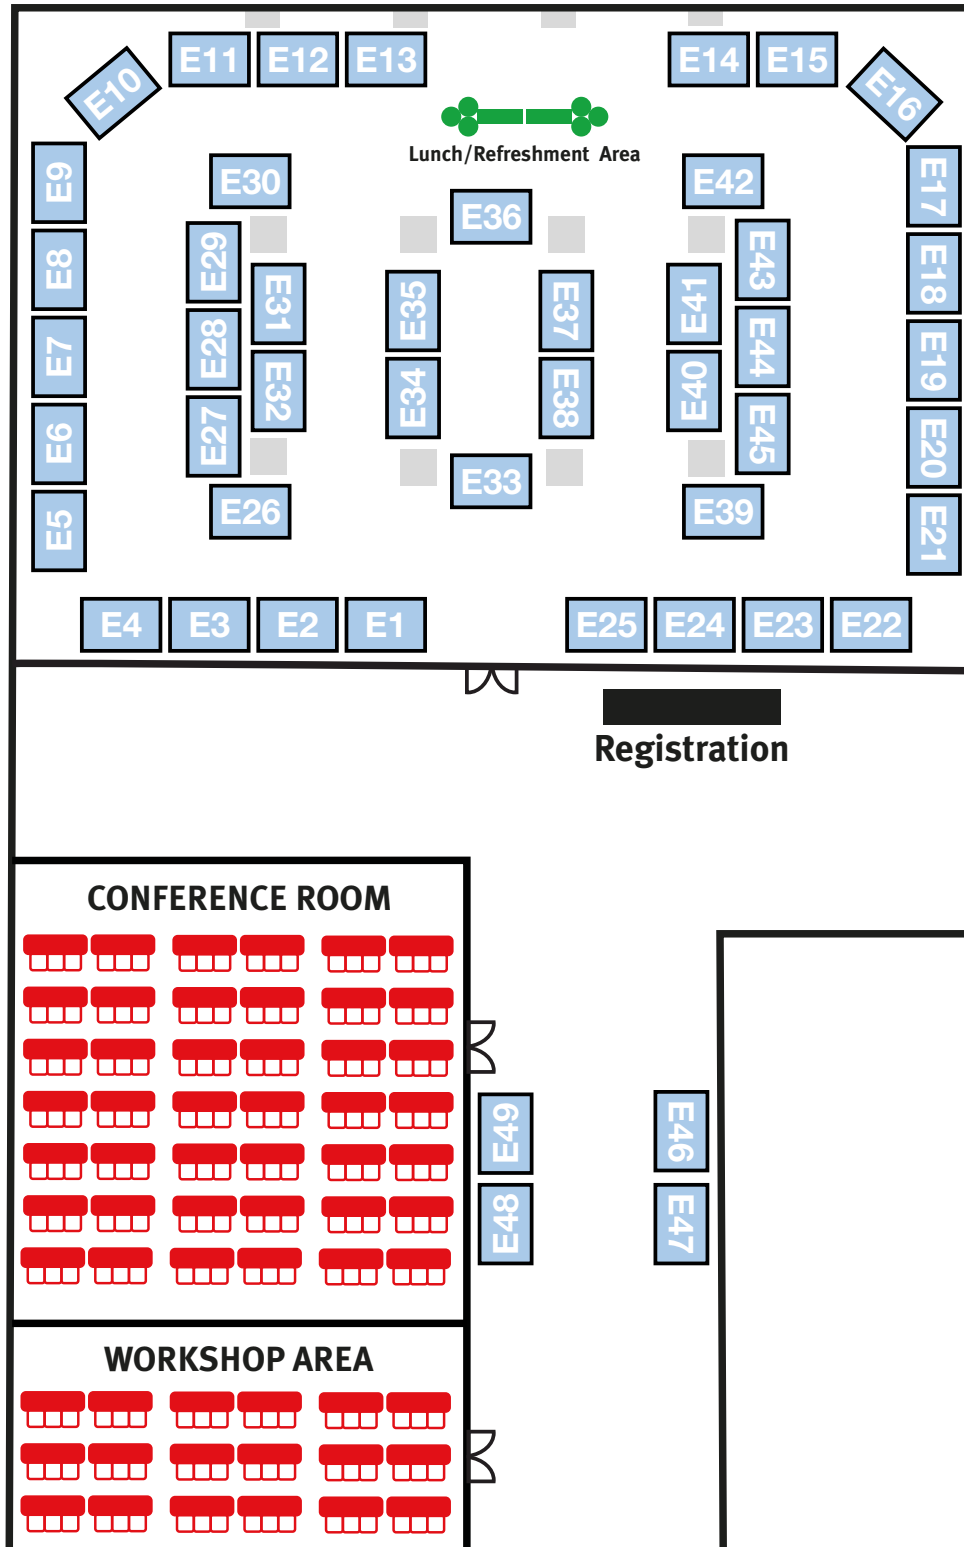 E11 E12 E13 E14 E15
E10 E16
Lunch/Refreshment Area
E9 E30 E42 E17
E36
E8 E29 E43 E18
E31 E35 E37 E41
E7 E28 E44 E19
E32 E34 E38 E40
E6 E27 E45 E20
E33
E5 E26 E39 E21
E4 E3 E2 E1 E25 E24 E23 E22
Registration
CONFERENCE ROOM
E49 E46
E48 E47
WORKSHOP AREA